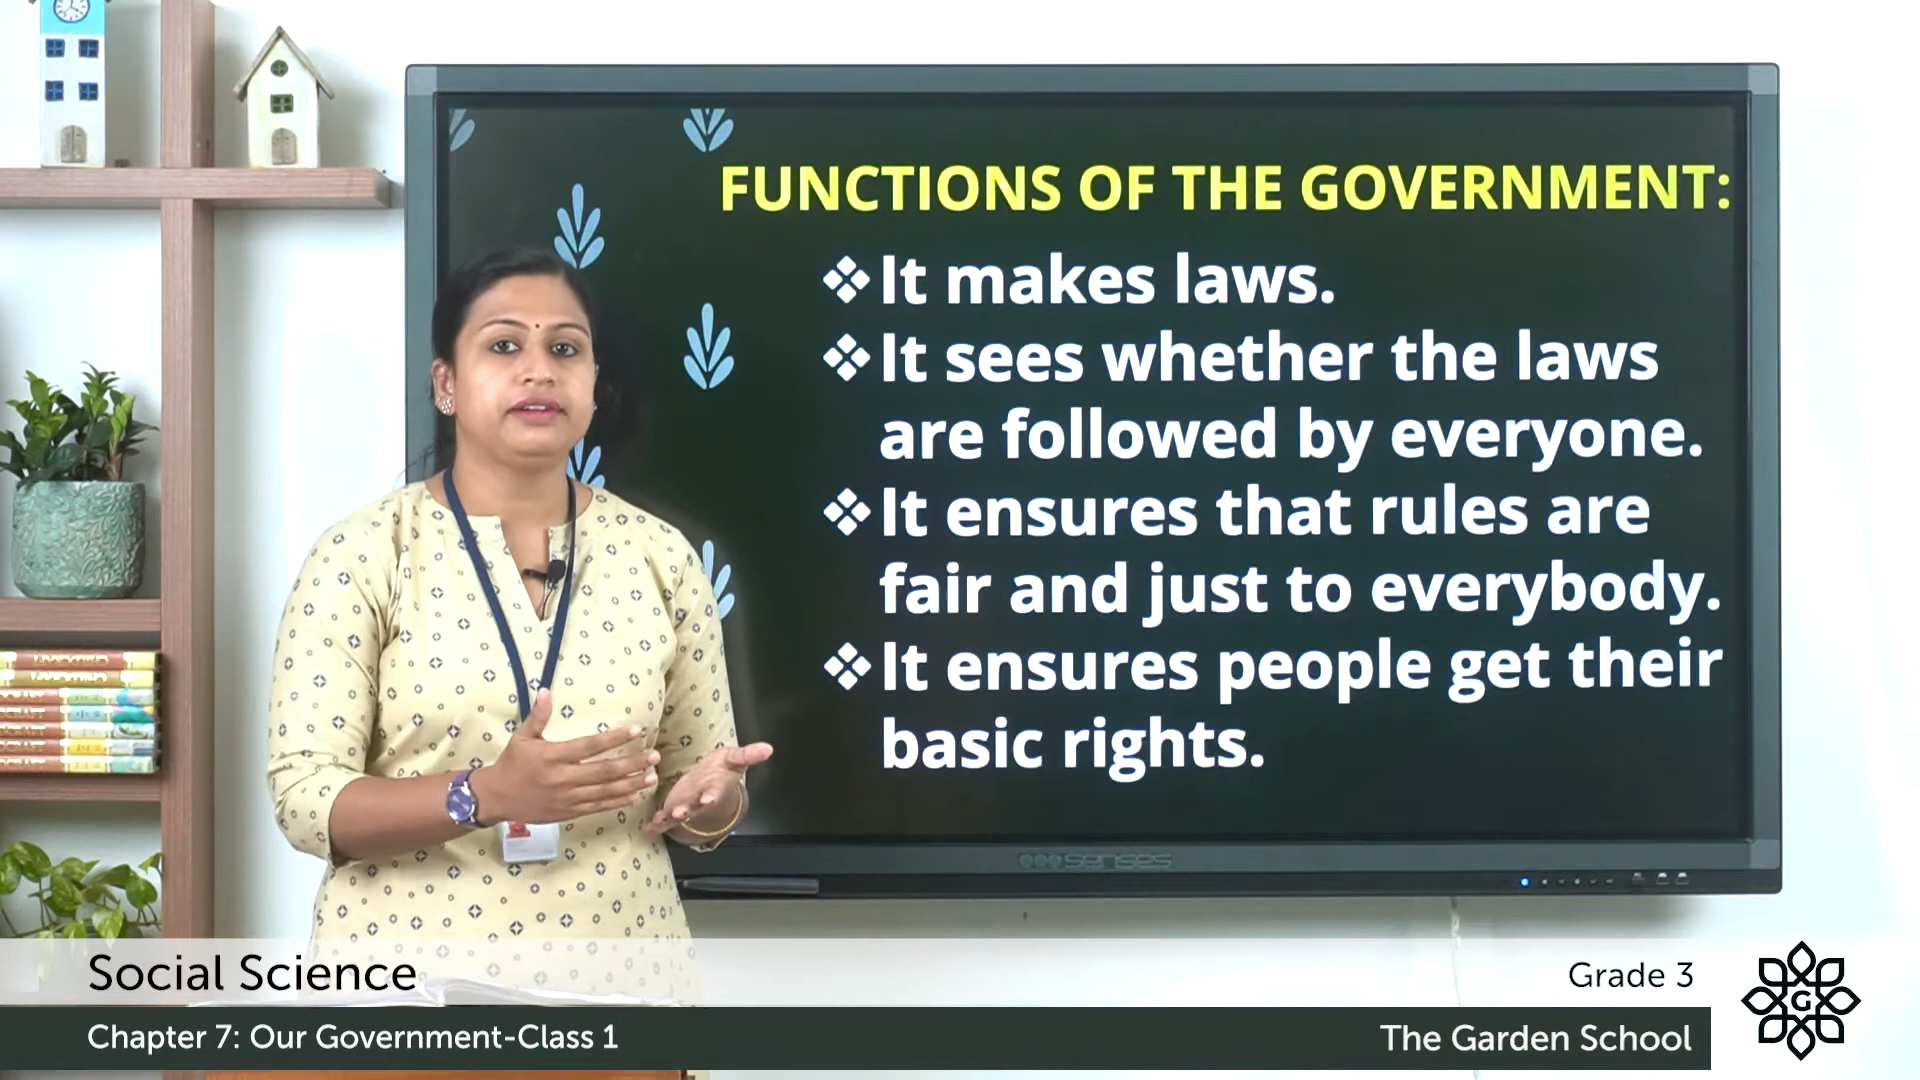 FUNCTIONS OF THE GOVERNMENT:
❖It makes laws.
❖It sees whether the laws
are followed by everyone.
❖It ensures that rules are
fair and just to everybody.
❖It ensures people get their
basic rights.
senses
Social Science
Grade 3
G
Chapter 7: Our Government-Class 1
The Garden School